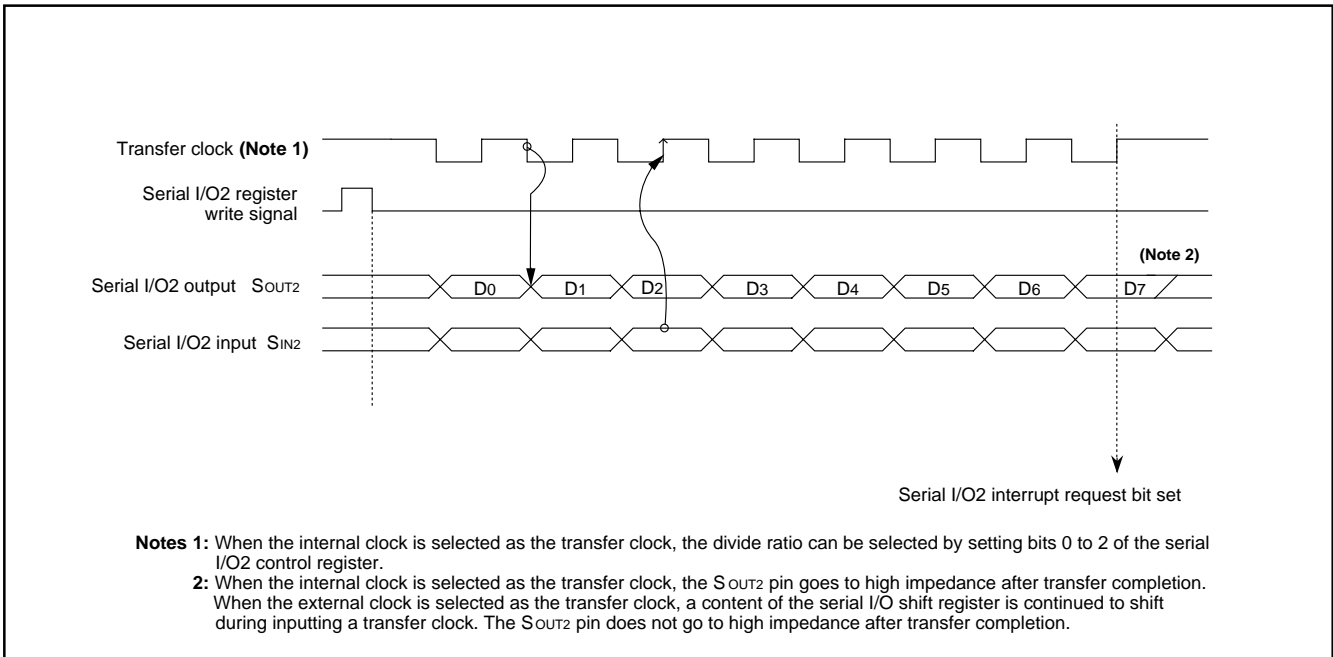 Transfer clock (Note 1)
Serial I/O2 register
write signal
(Note 2)
Serial I/O2 output SOUT2
D0 D1 D2 D3 D4 D5 D6 D7
Serial I/O2 input SIN2
Serial I/O2 interrupt request bit set
Notes 1: When the internal clock is selected as the transfer clock, the divide ratio can be selected by setting bits 0 to 2 of the serial
I/O2 control register.
2: When the internal clock is selected as the transfer clock, the SOUT2 pin goes to high impedance after transfer completion.
When the external clock is selected as the transfer clock, a content of the serial I/O shift register is continued to shift
during inputting a transfer clock. The SOUT2 pin does not go to high impedance after transfer completion.